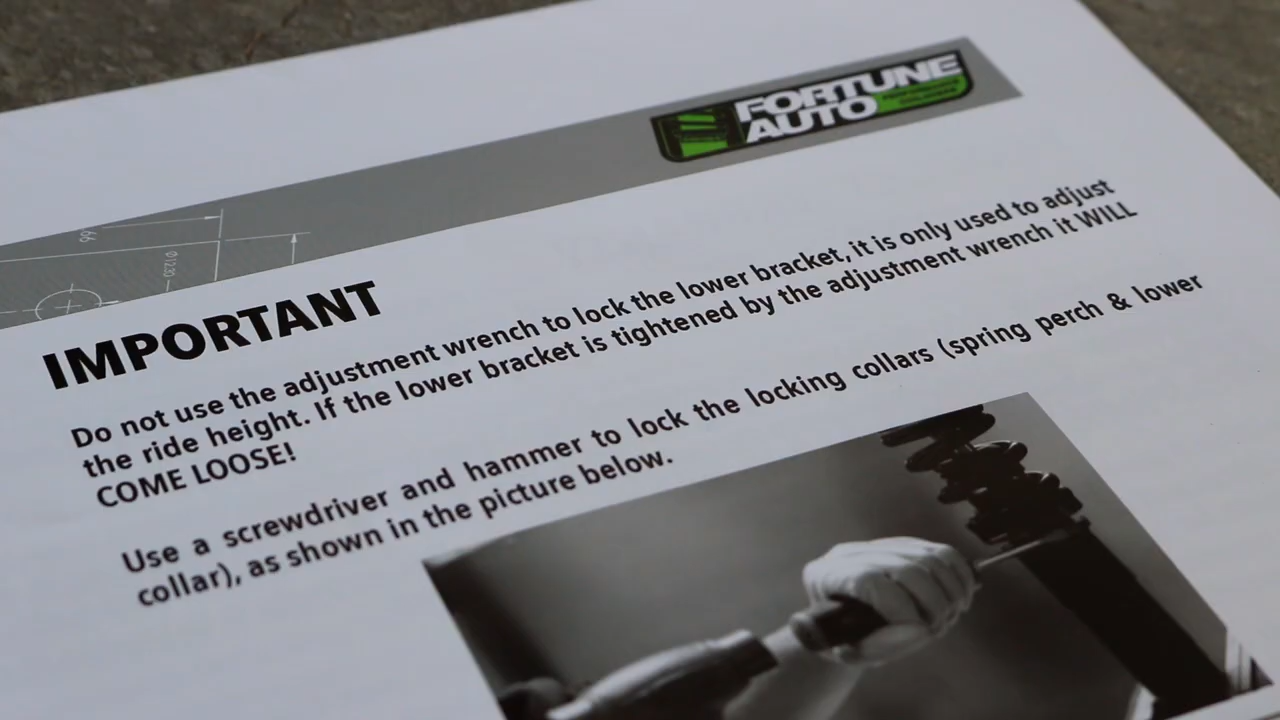 FORTUNE
AUTO
66
IMPORTANT
Do not use the adjustment wrench to lock the lower bracket, it is only used to adjust
the ride height. If the lower bracket is tightened by the adjustment wrench it WILL
COME LOOSE!
Use a screwdriver and hammer to lock the locking collars (spring perch & lower
collar), as shown in the picture below.